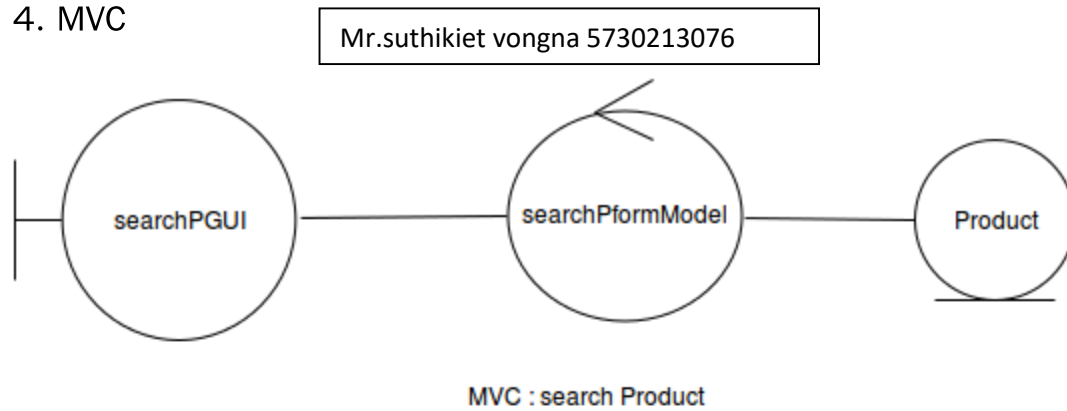 4. MVC
Mr.suthikiet vongna 5730213076
searchPGUI
searchPformModel
Product
MVC : search Product